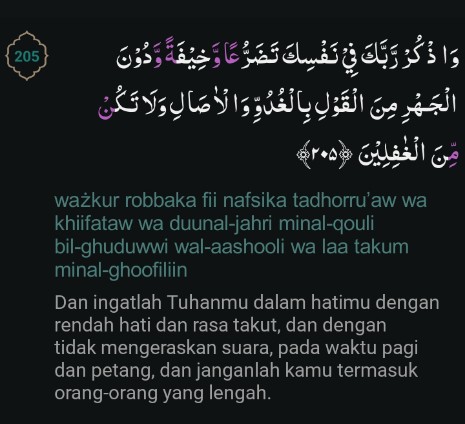 205
وَاذْكُرْ رَّبَّكَ فِيْ نَفْسِكَ تَضَرُّعًا وَّخِيْفَةً وَّدُوْنَ
الْجَهْرِ مِنَ الْقَوْلِ بِالْغُدُوِّ وَالْاٰصَالِ وَلَا تَكُنْ
مِّنَ الْغٰفِلِيْنَ ﴿٢٠٥﴾
ważkur robbaka fii nafsika tadhorru'aw wa
khiifataw wa duunal-jahri minal-qouli
bil-ghuduwwi wal-aashooli wa laa takum
minal-ghoofiliin
Dan ingatlah Tuhanmu dalam hatimu dengan
rendah hati dan rasa takut, dan dengan
tidak mengeraskan suara, pada waktu pagi
dan petang, dan janganlah kamu termasuk
orang-orang yang lengah.